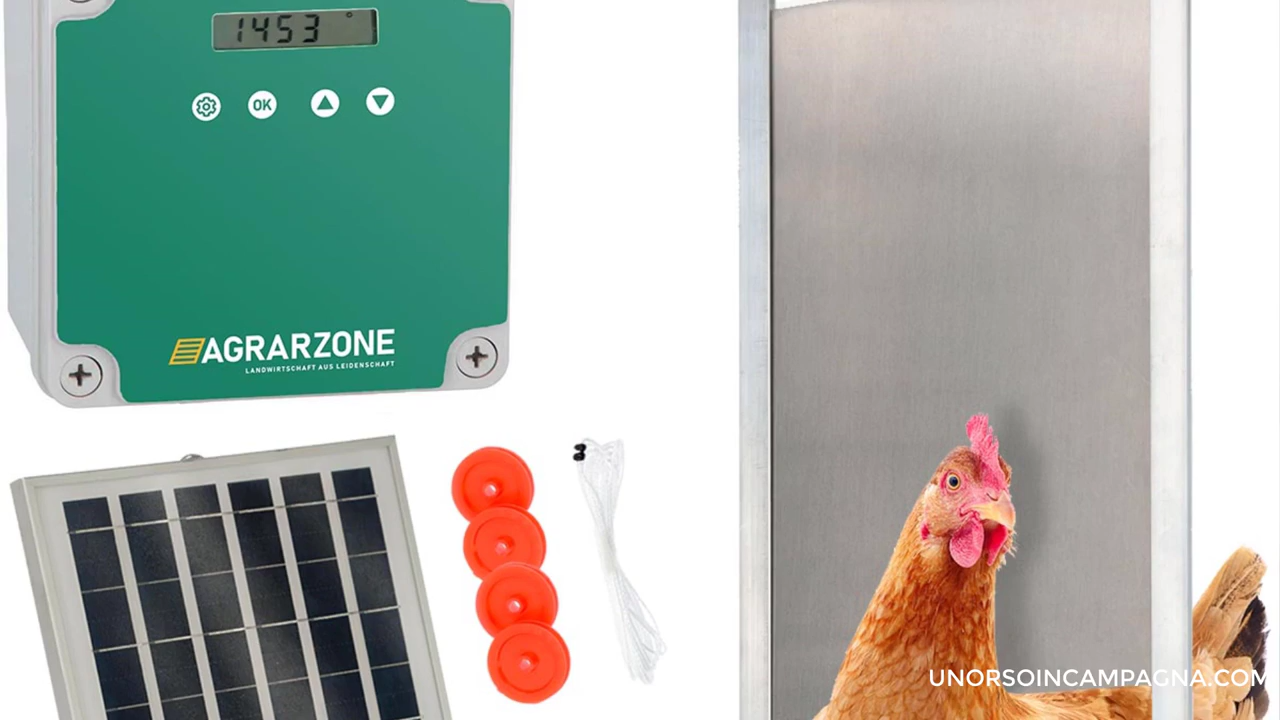 1453
OK
AGRARZONE
LANDWIRTSCHAFT AUS LEIDENSCHAFT
UNORSOINCAMPAGNA.COM